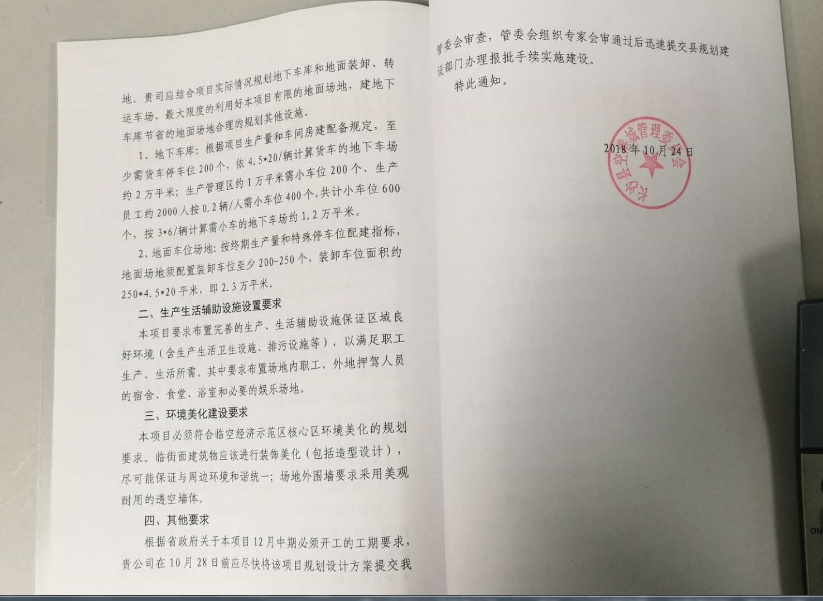 地。贵司应结合项目实际情况规划地下车库和地面装卸、转
运车场、最大限度的利用好本项目有限的地面场地，建地下
车库节省的地面场地合理的规划其他设施。
1、地下车库：根据项目生产量和车间房建配备规定，至
少需货车停车位200个，依4.5*20/辆计算货车的地下车场
约2万平米；生产管理区约1万平米需小车位200个、生产
员工约2000人按0.2辆/人需小车位400个，共计小车位600
个，按3*6/辆计算需小车的地下车场约1.2万平米。
2、地面车位场地：按终期生产量和特殊停车位配建指标，
地面场地须配置装卸车位至少200-250个，装卸车位面积约
250*4.5*20平米，即2.3万平米。
二、生产生活辅助设施设置要求
本项目要求布置完善的生产、生活辅助设施保证区域良
好环境（含生产生活卫生设施、排污设施等），以满足职工
生产、生活所需。其中要求布置场地内职工、外地押驾人员
的宿舍、食堂、浴室和必要的娱乐场地。
三、环境美化建设要求
本项目必须符合临空经济示范区核心区环境美化的规划
要求。临街面建筑物应该进行装饰美化（包括造型设计），
尽可能保证与周边环境和谐统一；场地外围墙要求采用美观
耐用的透空墙体。
四、其他要求
根据省政府关于本项目12月中期必须开工的工期要求，
贵公司在10月28日前应尽快将该项目规划设计方案提交我
管委会审查，管委会组织专家会审通过后迅速提交县规划建
设部门办理报批手续实施建设。
特此通知。
2018年10月24日
长沙县空港城管理委员会